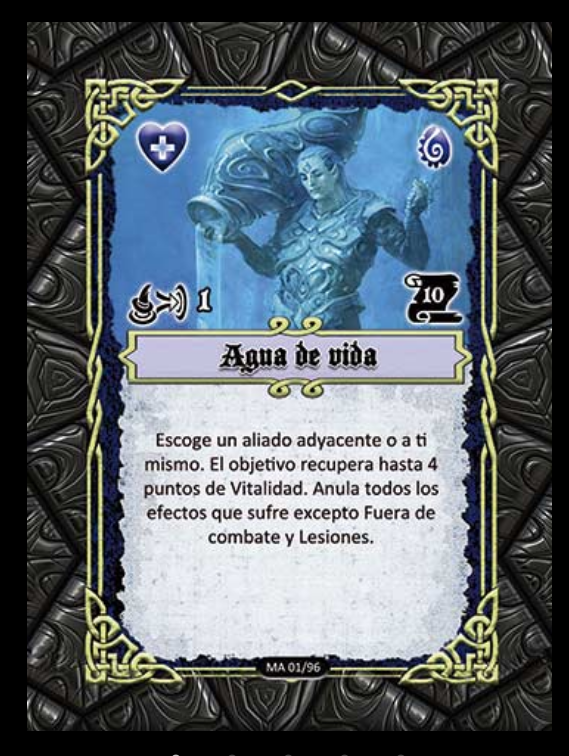 1
10
Agua de vida
Escoge un aliado adyacente o a ti
mismo. El objetivo recupera hasta 4
puntos de Vitalidad. Anula todos los
efectos que sufre excepto Fuera de
combate y Lesiones.
MA 01/96